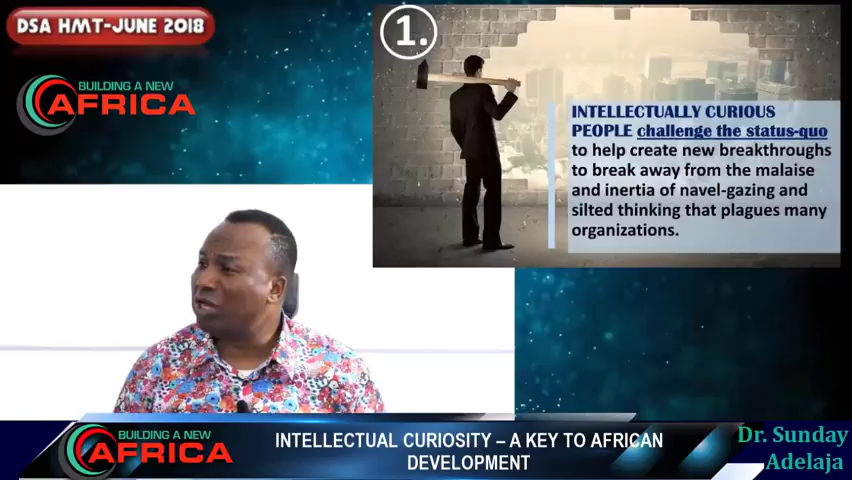 DSA HMT-JUNE 2018
BUILDING A NEW
AFRICA
1.
INTELLECTUALLY CURIOUS
PEOPLE challenge the status-quo
to help create new breakthroughs
to break away from the malaise
and inertia of navel-gazing and
silted thinking that plagues many
organizations.
BUILDING A NEW
AFRICA
INTELLECTUAL CURIOSITY – A KEY TO AFRICAN
DEVELOPMENT
Dr. Sunday
Adelaja